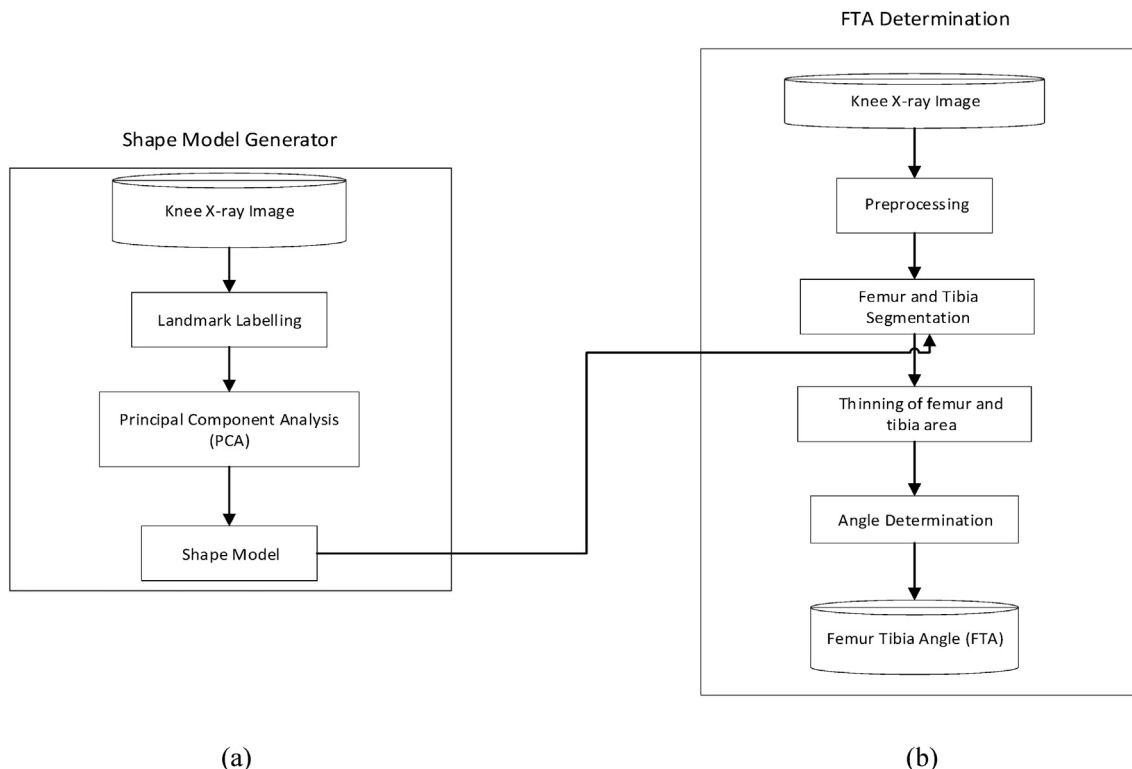 Shape Model Generator
Knee X-ray Image
Landmark Labelling
Principal Component Analysis
(PCA)
Shape Model
(a)
FTA Determination
Knee X-ray Image
Preprocessing
Femur and Tibia
Segmentation
Thinning of femur and
tibia area
Angle Determination
Femur Tibia Angle (FTA)
(b)